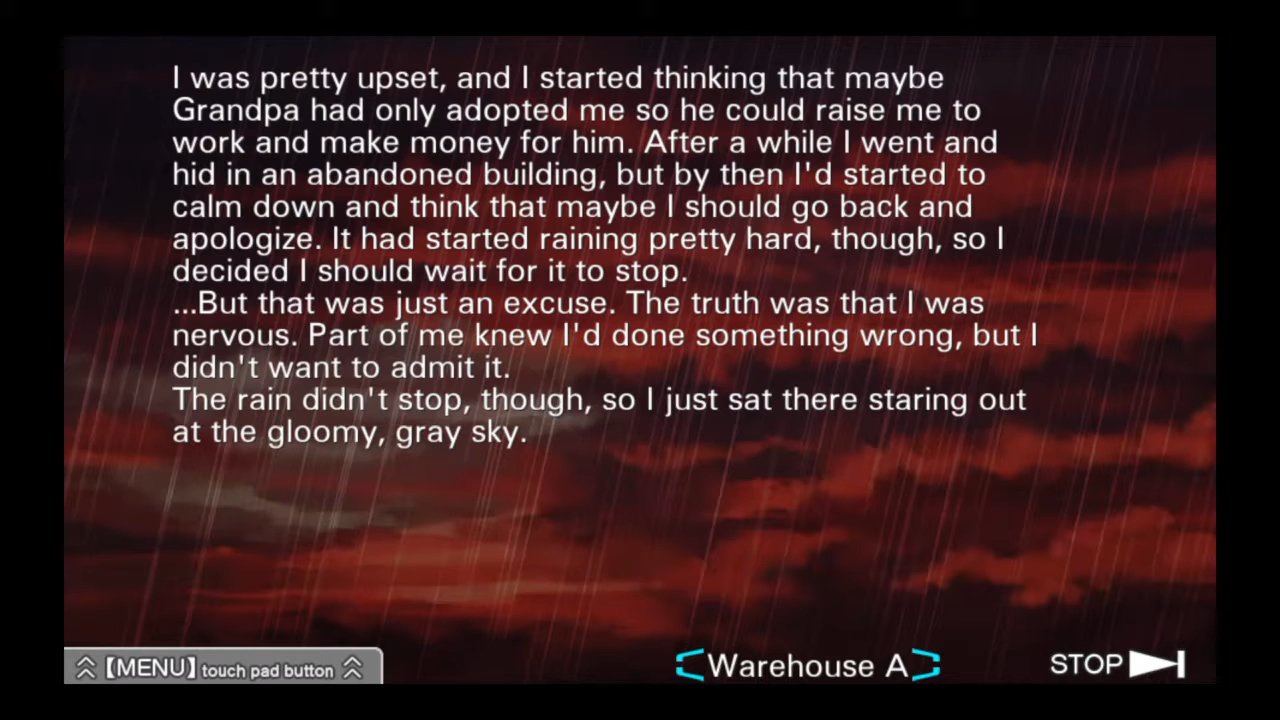 I was pretty upset, and I started thinking that maybe
Grandpa had only adopted me so he could raise me to
work and make money for him. After a while I went and
hid in an abandoned building, but by then I'd started to
calm down and think that maybe I should go back and
apologize. It had started raining pretty hard, though, so I
decided I should wait for it to stop.
...But that was just an excuse. The truth was that I was
nervous. Part of me knew I'd done something wrong, but I
didn't want to admit it.
The rain didn't stop, though, so I just sat there staring out
at the gloomy, gray sky.
【MENU】touch pad button
Warehouse A
STOP